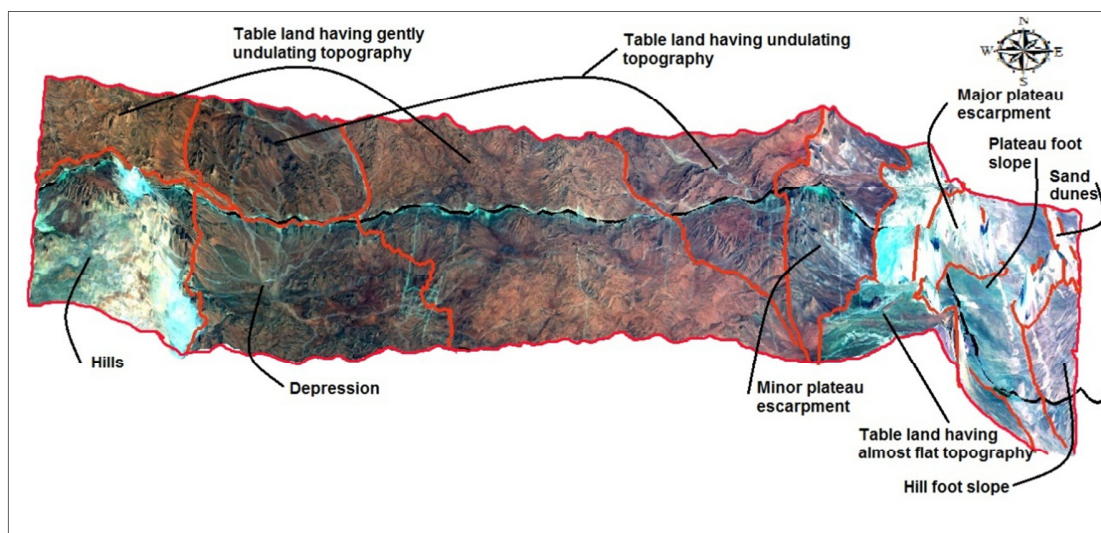 Table land having gently
undulating topography
Table land having undulating
topography
N
W
E
S
Major plateau
escarpment
Plateau foot
slope
Sand
dunes
Hills
Depression
Minor plateau
escarpment
Table land having
almost flat topography
Hill foot slope